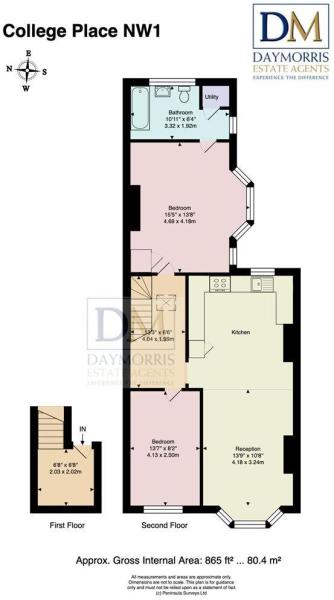 College Place NW1
DM
DAYMORRIS
ESTATE AGENTS
EXPERIENCE THE DIFFERENCE
E
N
S
W
Utility
Bathroom
10'11" x 6'4"
3.32 x 1.92m
Bedroom
15'5" x 13'8"
4.69 x 4.18m
DM
DAYMORRIS
ESTATE AGENTS
EXPERIENCE THE DIFFERENCE
13'3" x 6'6"
4.04 x 1.99m
Kitchen
Bedroom
13'7" x 8'2"
4.13 x 2.50m
Reception
13'9" x 10'8"
4.18 x 3.24m
IN
6'8" x 6'8"
2.03 x 2.02m
First Floor
Second Floor
Approx. Gross Internal Area: 865 ft² ... 80.4 m²
All measurements and areas are approximate only.
Dimensions are not to scale. This plan is for guidance
only and must not be relied upon as a statement of fact.
(c) Peninsula Surveys Ltd